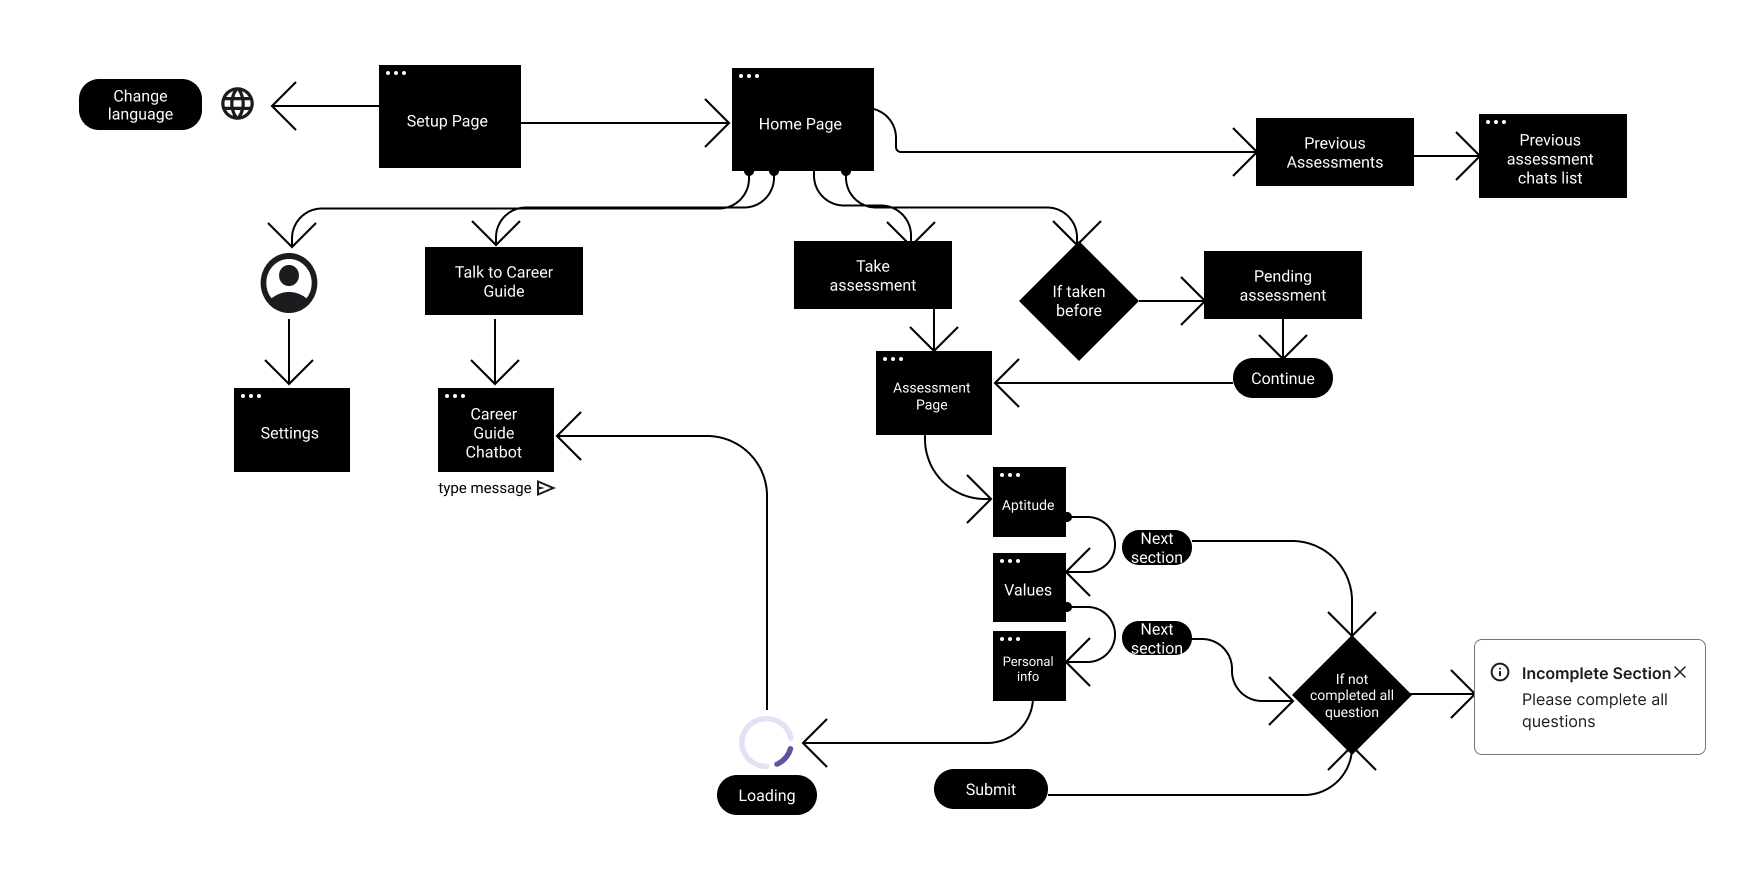 Change
language
Setup Page
Home Page
Previous
Assessments
Previous
assessment
chats list
Talk to Career
Guide
Take
assessment
If taken
before
Pending
assessment
Continue
Assessment
Page
Settings
Career
Guide
Chatbot
type message
Aptitude
Next
section
Values
Next
section
Personal
info
If not
completed all
question
Incomplete Section
Please complete all
questions
Loading
Submit